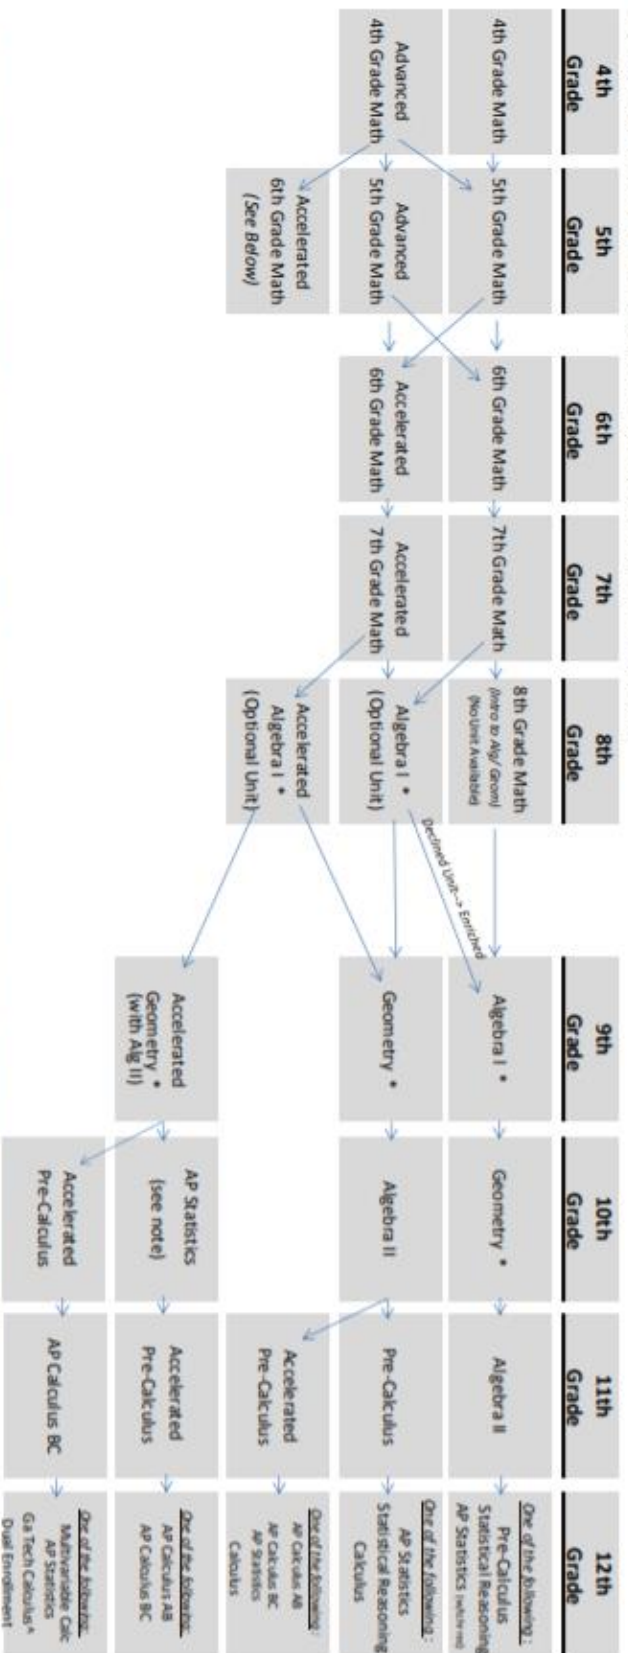 4th
Grade
5th
Grade
6th
Grade
7th
Grade
8th
Grade
9th
Grade
10th
Grade
11th
Grade
12th
Grade
4th Grade Math
5th Grade Math
6th Grade Math
7th Grade Math
8th Grade Math
(Intro to Alg/ Geom)
(No Unit Available)
Algebra I *
Geometry *
Algebra II
One of the following:
Pre-Calculus
Statistical Reasoning
AP Statistics
Advanced
4th Grade Math
Advanced
5th Grade Math
Accelerated
6th Grade Math
Accelerated
7th Grade Math
Algebra I *
(Optional Unit)
Declined Unit--> Enriched
Geometry *
Algebra II
Pre-Calculus
One of the following:
AP Statistics
Statistical Reasoning
Calculus
Accelerated
6th Grade Math
(See Below)
Accelerated
Algebra I *
(Optional Unit)
Accelerated
Pre-Calculus
One of the following:
AP Calculus AB
AP Calculus BC
AP Statistics
Calculus
Accelerated
Geometry *
(with Alg II)
AP Statistics
(see note)
Accelerated
Pre-Calculus
One of the following:
AP Calculus AB
AP Calculus BC
Accelerated
Pre-Calculus
AP Calculus BC
One of the following:
Multivariable Calc
AP Statistics
Ga Tech Calculus^
Dual Enrollment